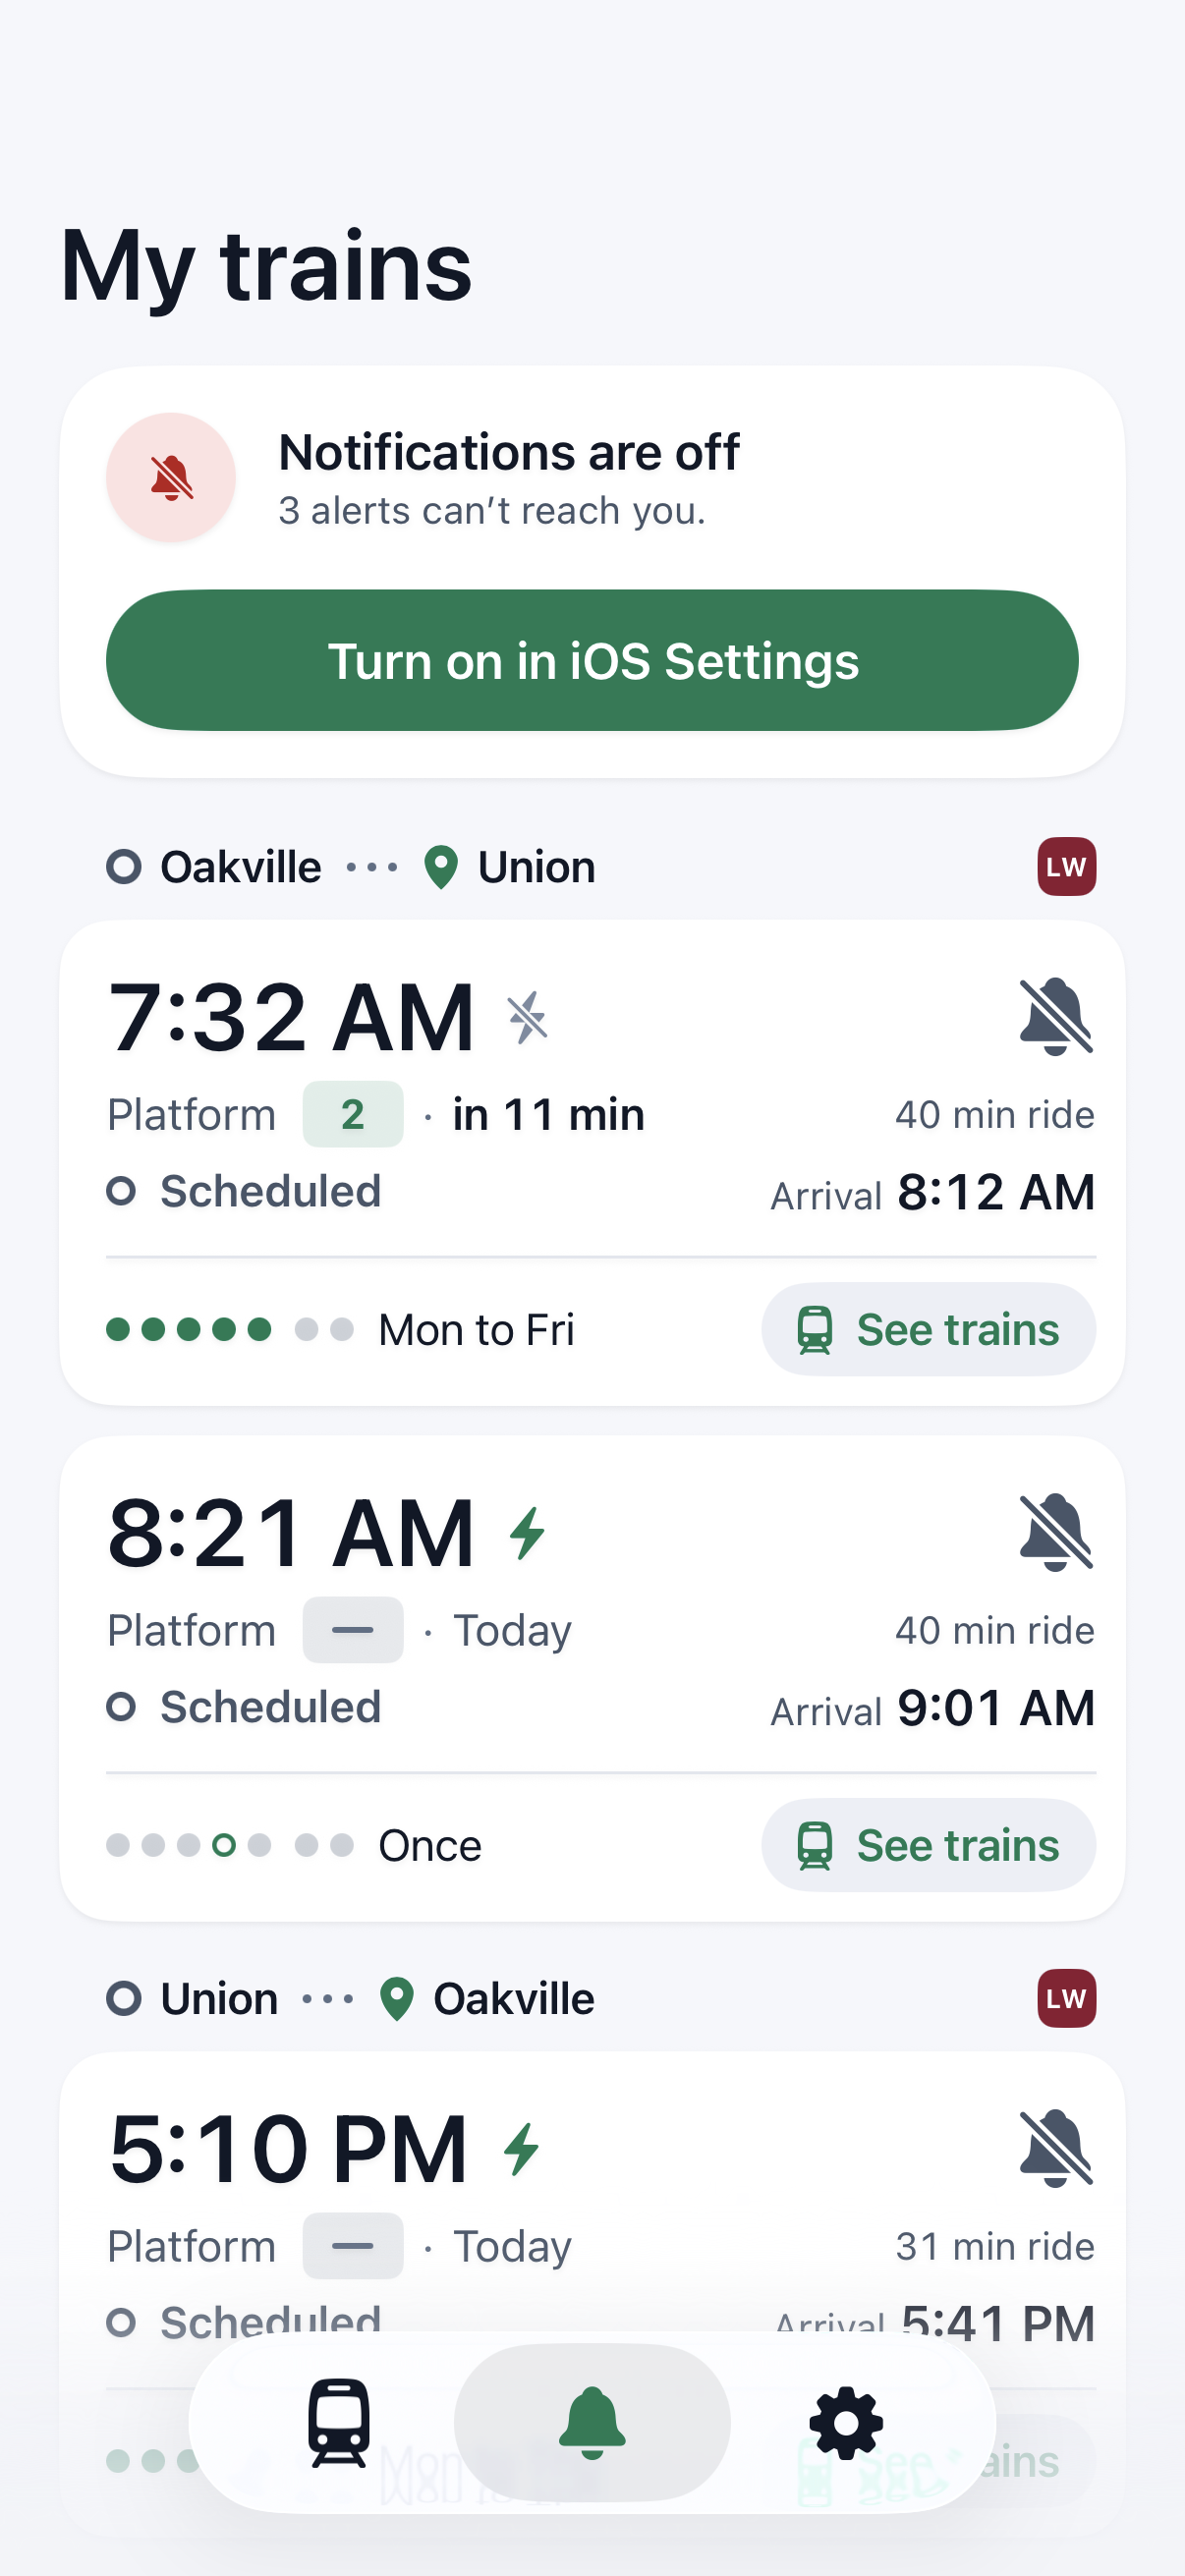 My trains
Notifications are off
3 alerts can’t reach you.
Turn on in iOS Settings
Oakville ··· Union LW
7:32 AM
Platform 2 · in 11 min 40 min ride
Scheduled Arrival 8:12 AM
Mon to Fri See trains
8:21 AM
Platform — · Today 40 min ride
Scheduled Arrival 9:01 AM
Once See trains
Union ··· Oakville LW
5:10 PM
Platform — · Today 31 min ride
Scheduled Arrival 5:41 PM